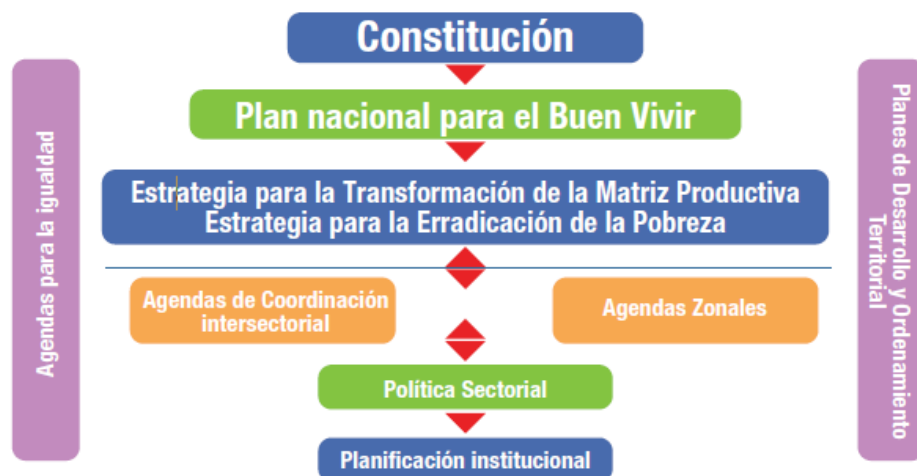 Constitución
Plan nacional para el Buen Vivir
Estrategia para la Transformación de la Matriz Productiva
Estrategia para la Erradicación de la Pobreza
Agendas de Coordinación
intersectorial
Agendas Zonales
Política Sectorial
Planificación institucional
Agendas para la igualdad
Planes de Desarrollo y Ordenamiento
Territorial